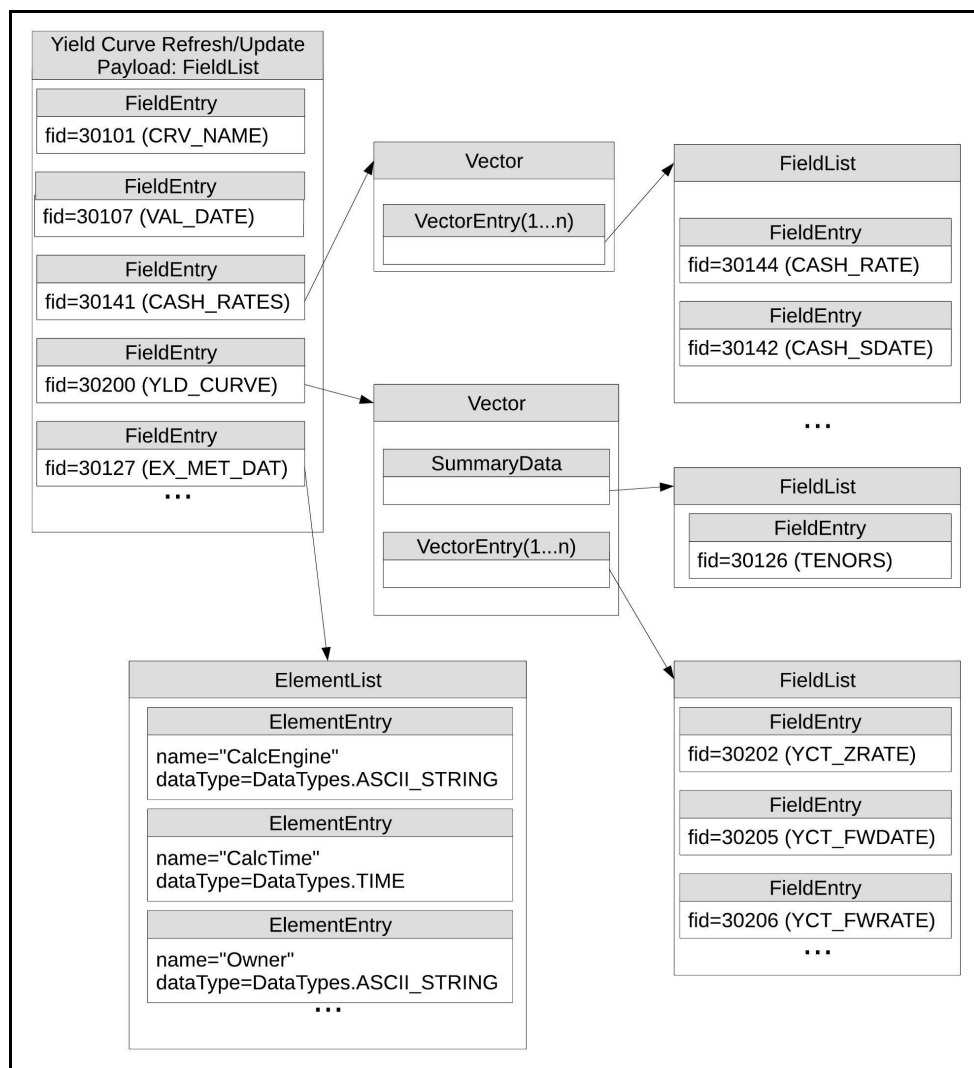 Yield Curve Refresh/Update
Payload: FieldList
FieldEntry
fid=30101 (CRV_NAME)
FieldEntry
fid=30107 (VAL_DATE)
FieldEntry
fid=30141 (CASH_RATES)
FieldEntry
fid=30200 (YLD_CURVE)
FieldEntry
fid=30127 (EX_MET_DAT)
...
Vector
VectorEntry(1...n)
FieldList
FieldEntry
fid=30144 (CASH_RATE)
FieldEntry
fid=30142 (CASH_SDATE)
...
Vector
SummaryData
VectorEntry(1...n)
FieldList
FieldEntry
fid=30126 (TENORS)
FieldList
FieldEntry
fid=30202 (YCT_ZRATE)
FieldEntry
fid=30205 (YCT_FWDATE)
FieldEntry
fid=30206 (YCT_FWRATE)
...
ElementList
ElementEntry
name="CalcEngine"
dataType=DataTypes.ASCII_STRING
ElementEntry
name="CalcTime"
dataType=DataTypes.TIME
ElementEntry
name="Owner"
dataType=DataTypes.ASCII_STRING
...